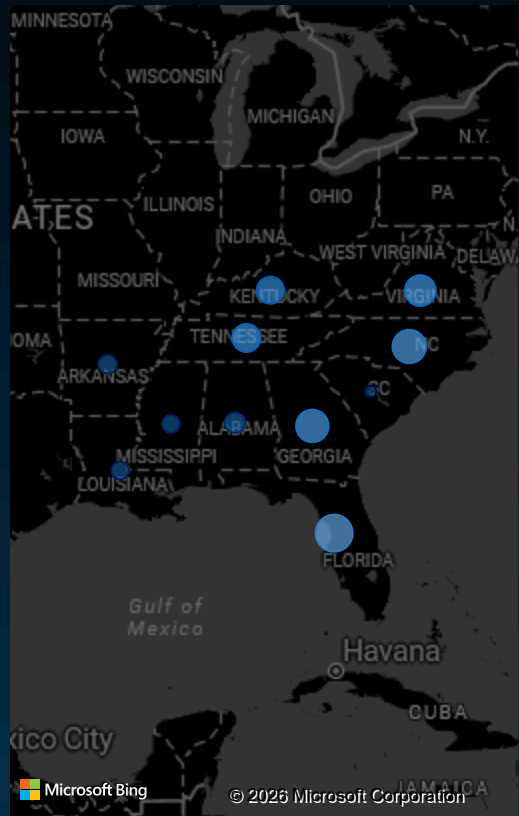 MINNESOTA
WISCONSIN
MICHIGAN
IOWA
N.Y.
OHIO
PA
ILLINOIS
ATES
INDIANA
WEST VIRGINIA
DELAWA
MISSOURI
KENTUCKY
VIRGINIA
OMA
TENNESSEE
NC
ARKANSAS
SC
ALABAMA
MISSISSIPPI
GEORGIA
LOUISIANA
FLORIDA
Gulf of
Mexico
Havana
CUBA
xico City
JAMAICA
Microsoft Bing
© 2026 Microsoft Corporation